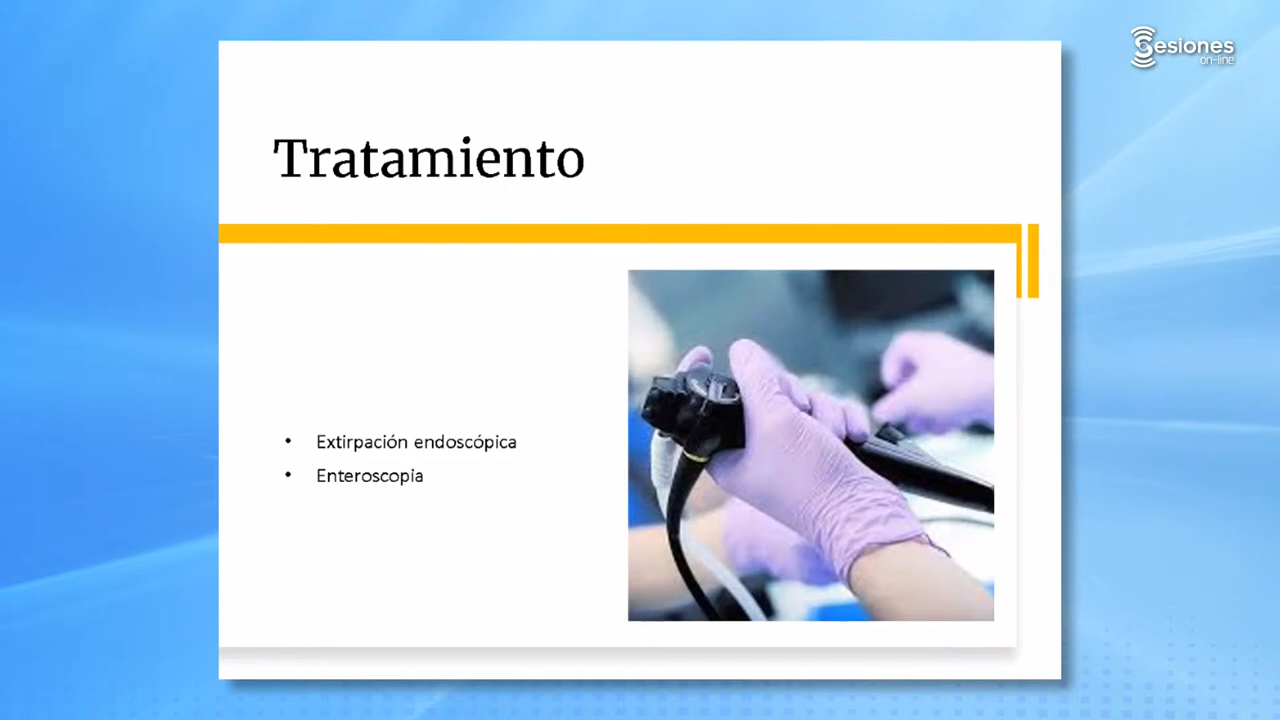 Sesiones
on-line
Tratamiento
• Extirpación endoscópica
• Enteroscopia